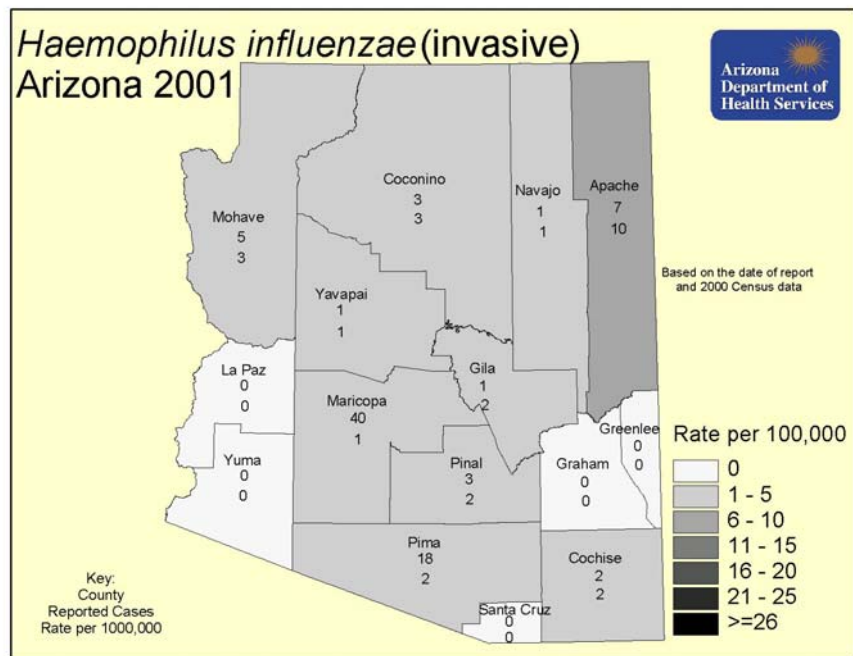 Haemophilus influenzae (invasive)
Arizona 2001
Arizona
Department of
Health Services
Coconino
3
3
Navajo
1
1
Apache
7
10
Mohave
5
3
Based on the date of report
and 2000 Census data
Yavapai
1
1
La Paz
0
0
Gila
1
2
Maricopa
40
1
Greenlee
0
0
Yuma
0
0
Pinal
3
2
Graham
0
0
Pima
18
2
Cochise
2
2
Santa Cruz
0
0
Rate per 100,000
0
1 - 5
6 - 10
11 - 15
16 - 20
21 - 25
>=26
Key:
County
Reported Cases
Rate per 1000,000